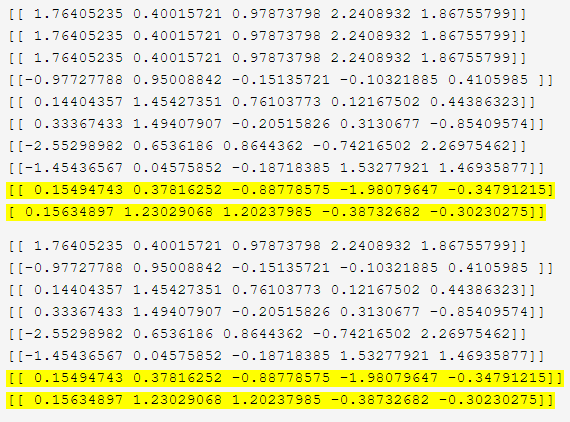 [[ 1.76405235 0.40015721 0.97873798 2.2408932 1.86755799]]
[[ 1.76405235 0.40015721 0.97873798 2.2408932 1.86755799]]
[[ 1.76405235 0.40015721 0.97873798 2.2408932 1.86755799]]
[[-0.97727788 0.95008842 -0.15135721 -0.10321885 0.4105985 ]]
[[ 0.14404357 1.45427351 0.76103773 0.12167502 0.44386323]]
[[ 0.33367433 1.49407907 -0.20515826 0.3130677 -0.85409574]]
[[-2.55298982 0.6536186 0.8644362 -0.74216502 2.26975462]]
[[-1.45436567 0.04575852 -0.18718385 1.53277921 1.46935877]]
[[ 0.15494743 0.37816252 -0.88778575 -1.98079647 -0.34791215]
[ 0.15634897 1.23029068 1.20237985 -0.38732682 -0.30230275]]
[[ 1.76405235 0.40015721 0.97873798 2.2408932 1.86755799]]
[[-0.97727788 0.95008842 -0.15135721 -0.10321885 0.4105985 ]]
[[ 0.14404357 1.45427351 0.76103773 0.12167502 0.44386323]]
[[ 0.33367433 1.49407907 -0.20515826 0.3130677 -0.85409574]]
[[-2.55298982 0.6536186 0.8644362 -0.74216502 2.26975462]]
[[-1.45436567 0.04575852 -0.18718385 1.53277921 1.46935877]]
[[ 0.15494743 0.37816252 -0.88778575 -1.98079647 -0.34791215]]
[[ 0.15634897 1.23029068 1.20237985 -0.38732682 -0.30230275]]